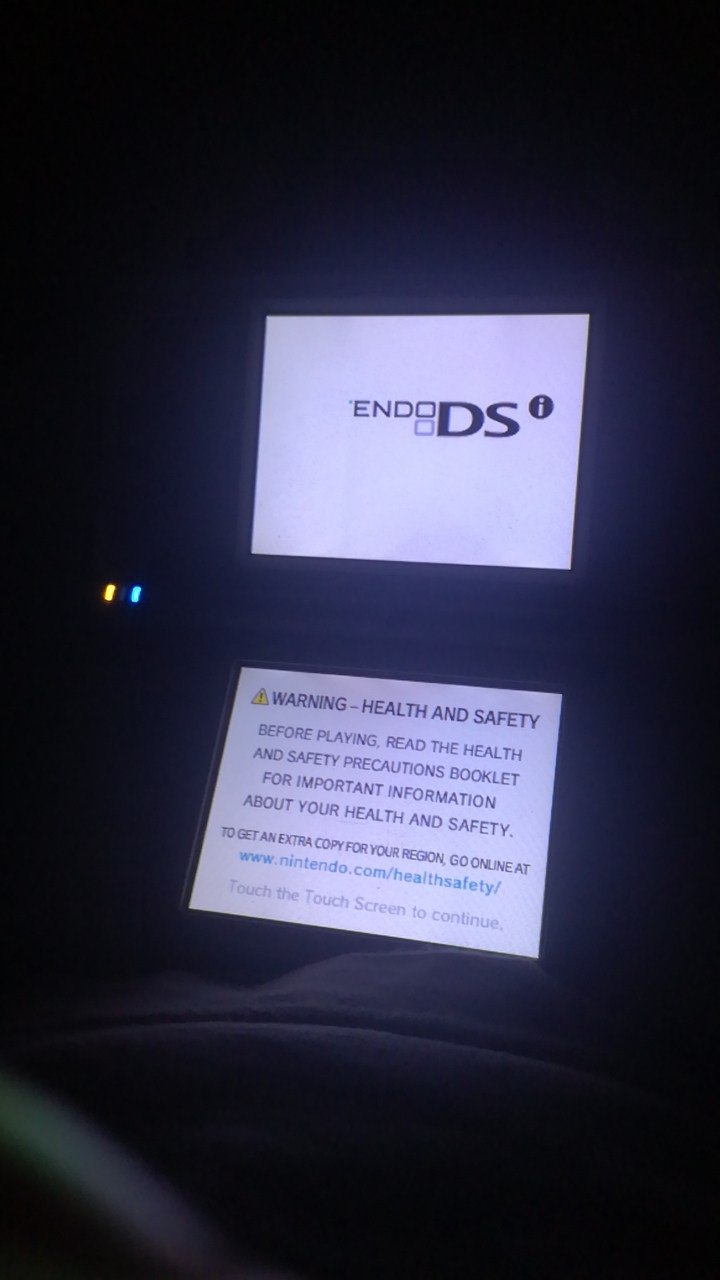 ENDO DSi
WARNING – HEALTH AND SAFETY
BEFORE PLAYING, READ THE HEALTH
AND SAFETY PRECAUTIONS BOOKLET
FOR IMPORTANT INFORMATION
ABOUT YOUR HEALTH AND SAFETY.
TO GET AN EXTRA COPY FOR YOUR REGION, GO ONLINE AT
www.nintendo.com/healthsafety/
Touch the Touch Screen to continue.